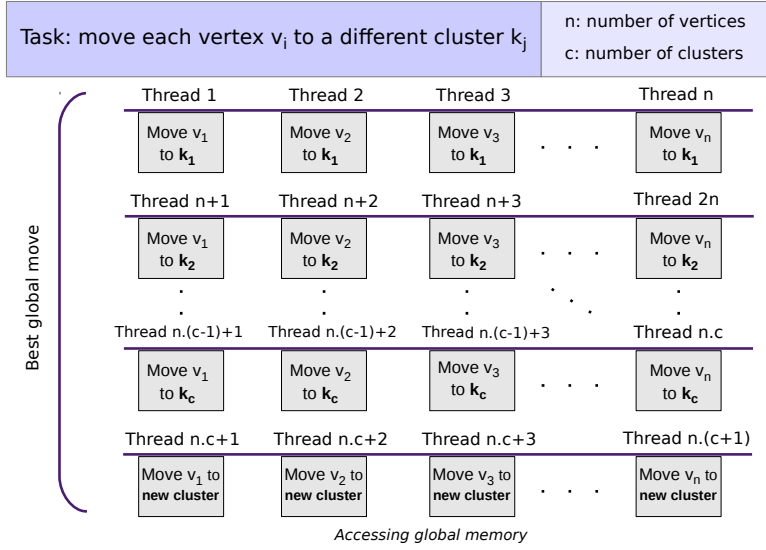 Task: move each vertex vi to a different cluster kj
n: number of vertices
c: number of clusters
Thread 1 Thread 2 Thread 3 Thread n
Move v1 Move v2 Move v3 . . . Move vn
to k1 to k1 to k1 to k1
Thread n+1 Thread n+2 Thread n+3 Thread 2n
Move v1 Move v2 Move v3 . . . Move vn
to k2 to k2 to k2 to k2
Thread n.(c-1)+1 Thread n.(c-1)+2 Thread n.(c-1)+3 Thread n.c
Move v1 Move v2 Move v3 . . . Move vn
to kc to kc to kc to kc
Thread n.c+1 Thread n.c+2 Thread n.c+3 Thread n.(c+1)
Move v1 to Move v2 to Move v3 to . . . Move vn to
new cluster new cluster new cluster new cluster
Best global move
Accessing global memory